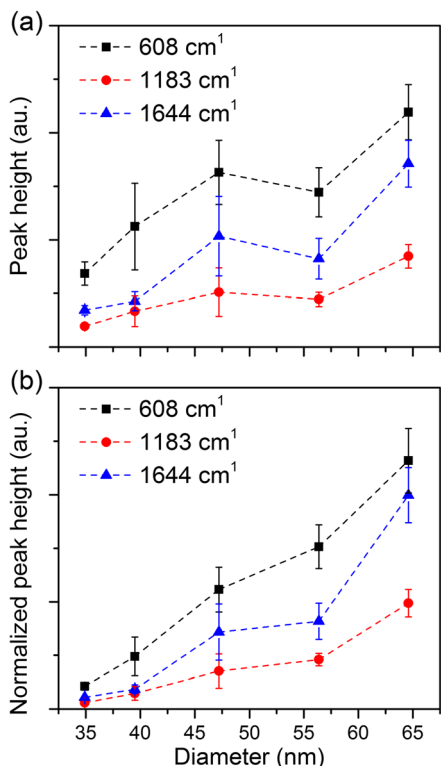 (a)
608 cm¹
1183 cm¹
1644 cm¹
Peak height (au.)
(b)
608 cm¹
1183 cm¹
1644 cm¹
Normalized peak height (au.)
35 40 45 50 55 60 65
Diameter (nm)